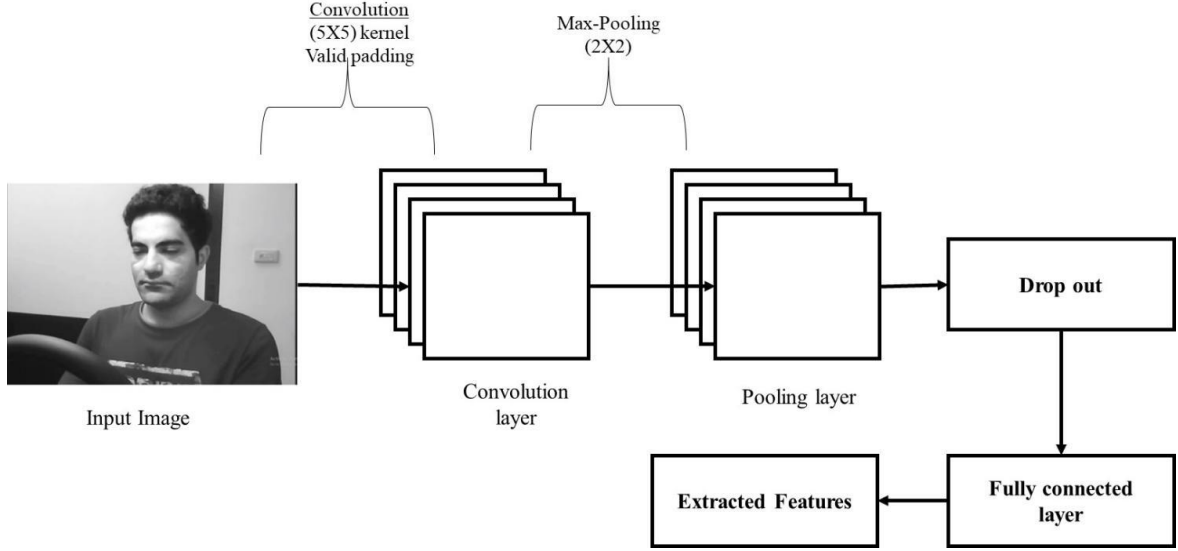 Convolution
(5X5) kernel
Valid padding
Max-Pooling
(2X2)
Input Image
Convolution
layer
Pooling layer
Drop out
Fully connected
layer
Extracted Features